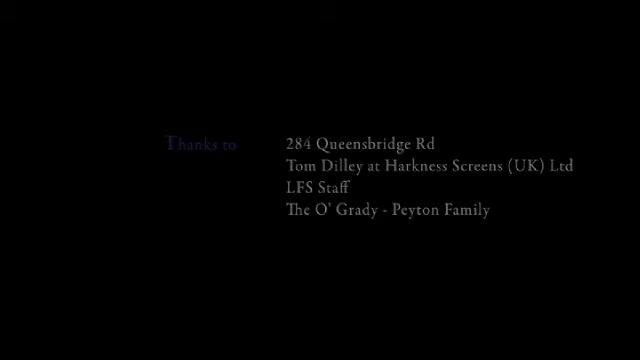 Thanks to 284 Queensbridge Rd
Tom Dilley at Harkness Screens (UK) Ltd
LFS Staff
The O' Grady - Peyton Family